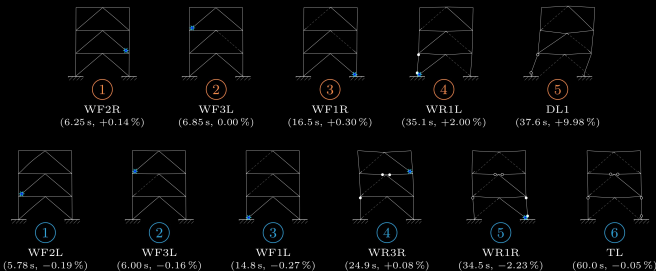 1 2 3 4 5
WF2R WF3L WF1R WR1L DL1
(6.25 s, +0.14 %) (6.85 s, 0.00 %) (16.5 s, +0.30 %) (35.1 s, +2.00 %) (37.6 s, +9.98 %)
1 2 3 4 5 6
WF2L WF3L WF1L WR3R WR1R TL
(5.78 s, −0.19 %) (6.00 s, −0.16 %) (14.8 s, −0.27 %) (24.9 s, +0.08 %) (34.5 s, −2.23 %) (60.0 s, −0.05 %)